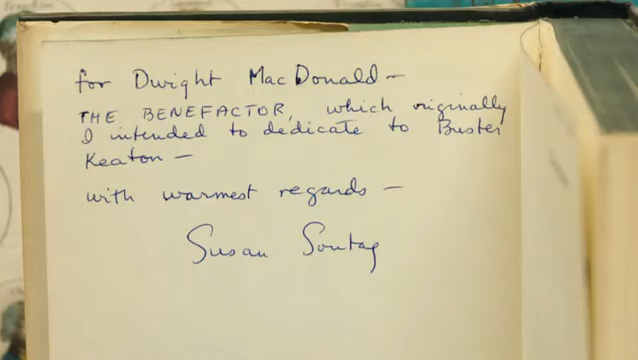 for Dwight MacDonald —
THE BENEFACTOR, which originally
I intended to dedicate to Buster
Keaton —
with warmest regards —
Susan Sontag